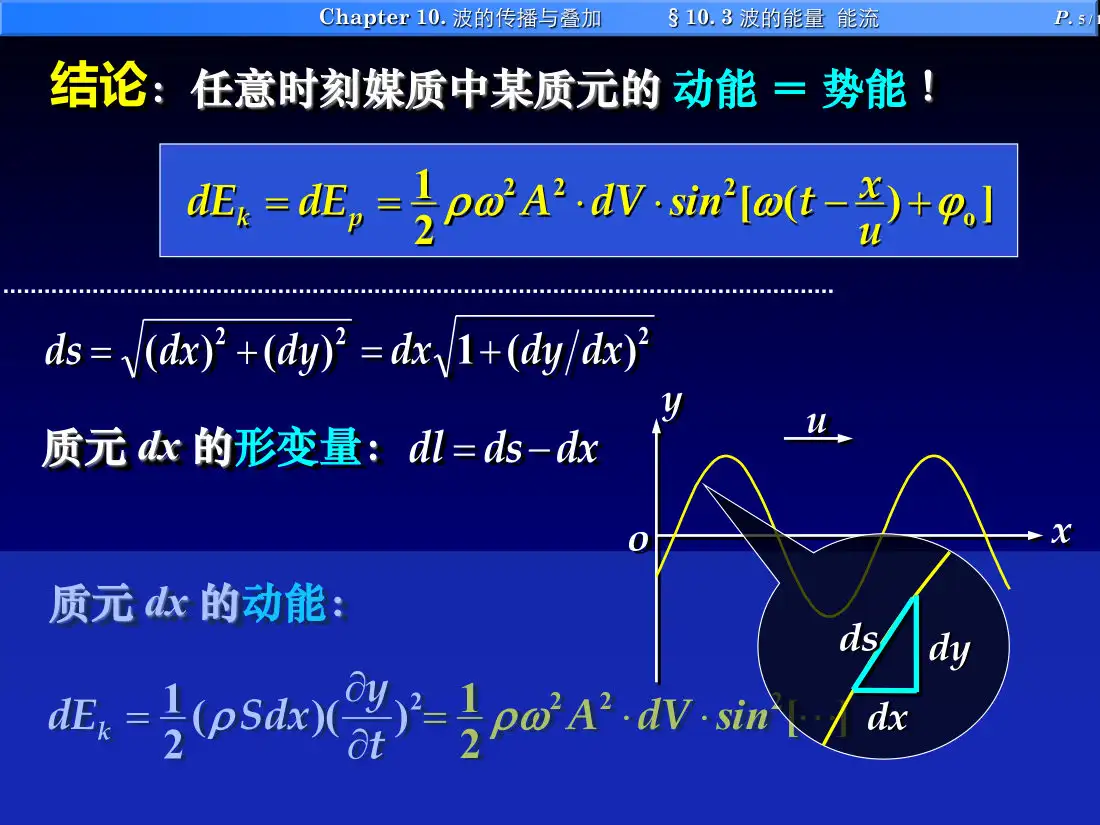 Chapter 10. 波的传播与叠加 §10.3 波的能量 能流 P. 5 /
结论：任意时刻媒质中某质元的 动能 ＝ 势能！
dE_k = dE_p = 1/2 ρω²A²·dV·sin²[ω(t − x/u) + φ₀]
ds = √((dx)² + (dy)²) = dx√(1 + (dy/dx)²)
质元 dx 的形变量： dl = ds − dx
y
u
o
x
质元 dx 的动能：
ds
dy
dx
dE_k = 1/2 (ρSdx)(∂y/∂t)² = 1/2 ρω²A²·dV·sin²[⋯]